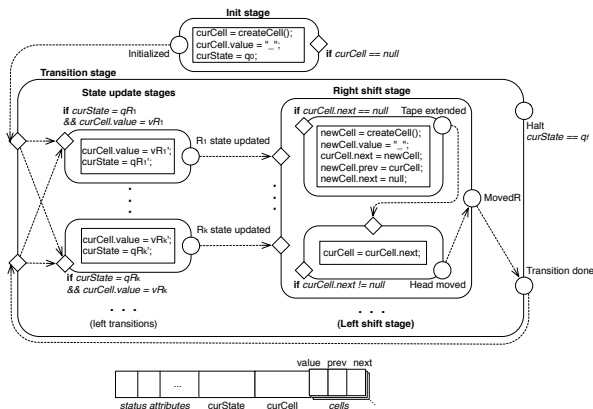 Init stage
curCell = createCell();
curCell.value = "_";
curState = q₀;
Initialized
if curCell == null
Transition stage
State update stages
if curState = qR₁
&& curCell.value = vR₁
curCell.value = vR₁';
curState = qR₁';
R₁ state updated
Right shift stage
if curCell.next == null
Tape extended
newCell = createCell();
newCell.value = "_";
curCell.next = newCell;
newCell.prev = curCell;
newCell.next = null;
Halt
curState == qf
MovedR
curCell.value = vRₖ';
curState = qRₖ';
Rₖ state updated
if curState = qRₖ
&& curCell.value = vRₖ
curCell = curCell.next;
if curCell.next != null
Head moved
Transition done
. . .
(left transitions)
. . .
(Left shift stage)
value prev next
...
status attributes curState curCell cells